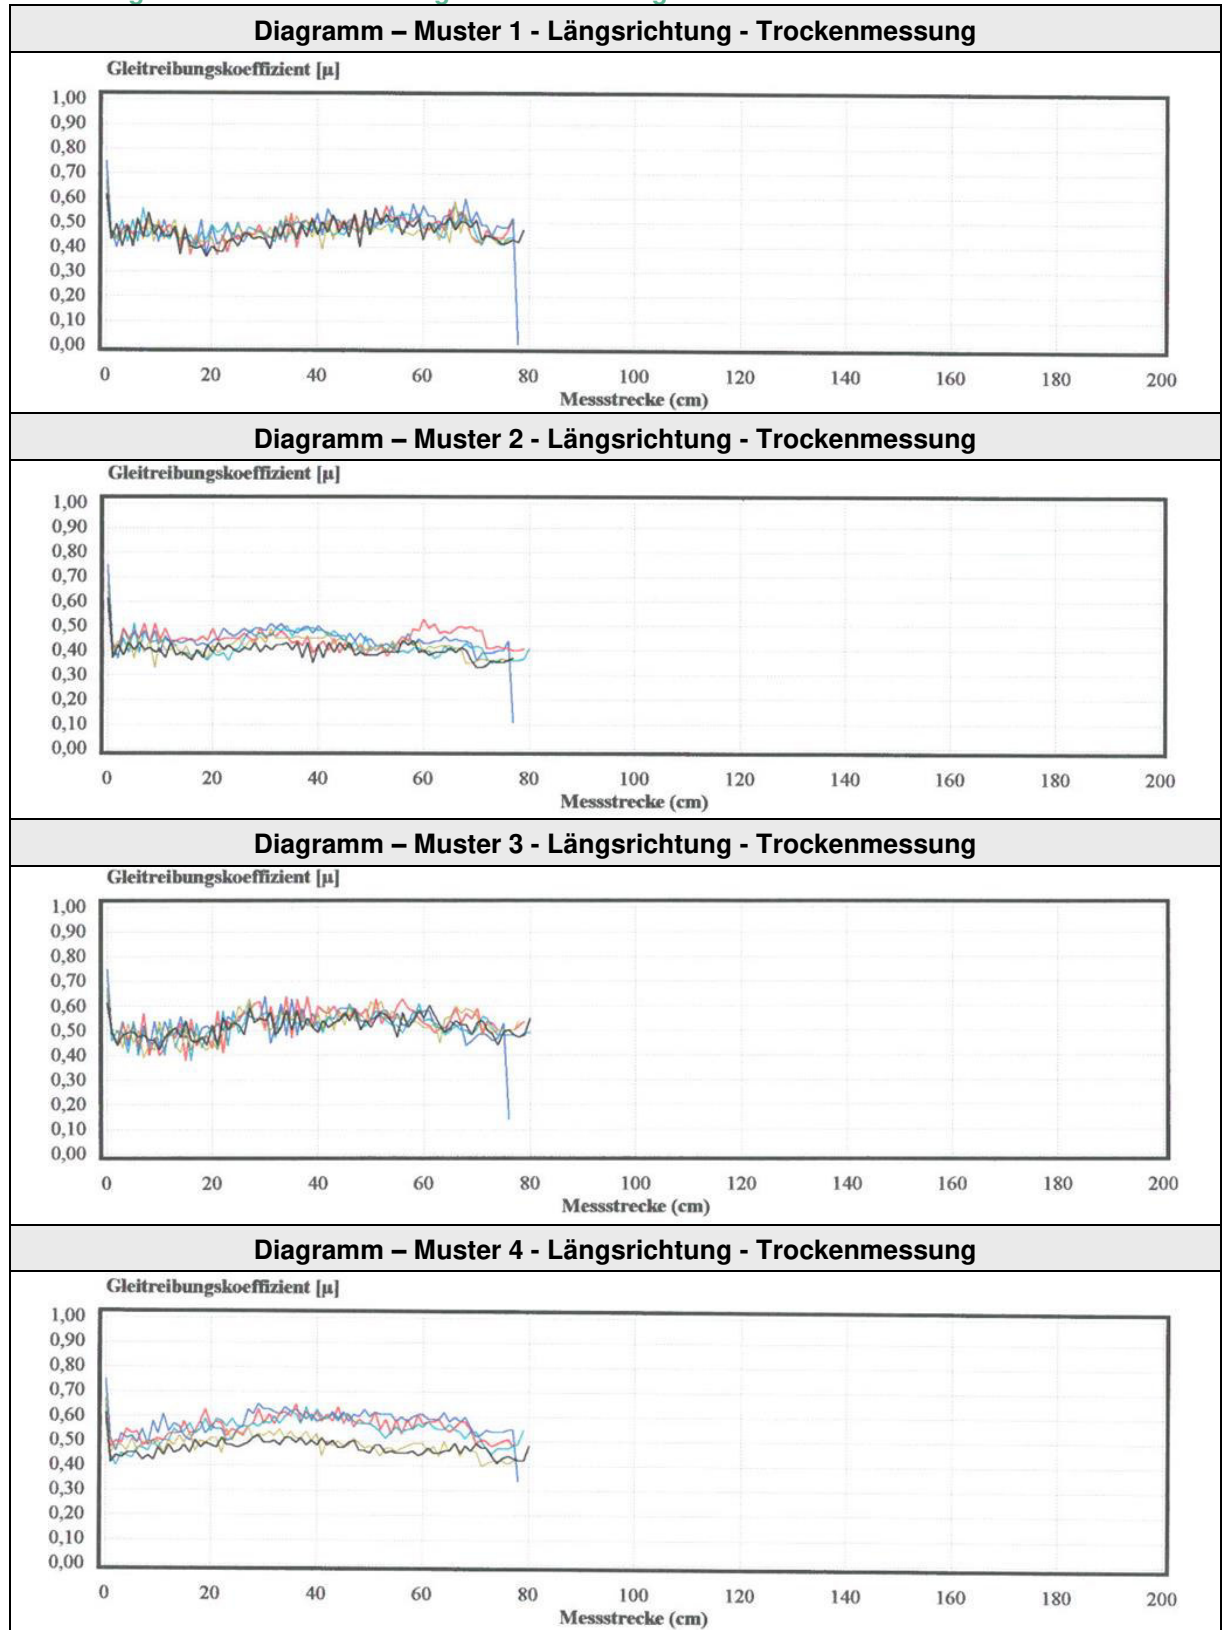 Diagramm – Muster 1 - Längsrichtung - Trockenmessung
Gleitreibungskoeffizient [µ]
1,00
0,90
0,80
0,70
0,60
0,50
0,40
0,30
0,20
0,10
0,00
0 20 40 60 80 100 120 140 160 180 200
Messstrecke (cm)
Diagramm – Muster 2 - Längsrichtung - Trockenmessung
Gleitreibungskoeffizient [µ]
1,00
0,90
0,80
0,70
0,60
0,50
0,40
0,30
0,20
0,10
0,00
0 20 40 60 80 100 120 140 160 180 200
Messstrecke (cm)
Diagramm – Muster 3 - Längsrichtung - Trockenmessung
Gleitreibungskoeffizient [µ]
1,00
0,90
0,80
0,70
0,60
0,50
0,40
0,30
0,20
0,10
0,00
0 20 40 60 80 100 120 140 160 180 200
Messstrecke (cm)
Diagramm – Muster 4 - Längsrichtung - Trockenmessung
Gleitreibungskoeffizient [µ]
1,00
0,90
0,80
0,70
0,60
0,50
0,40
0,30
0,20
0,10
0,00
0 20 40 60 80 100 120 140 160 180 200
Messstrecke (cm)